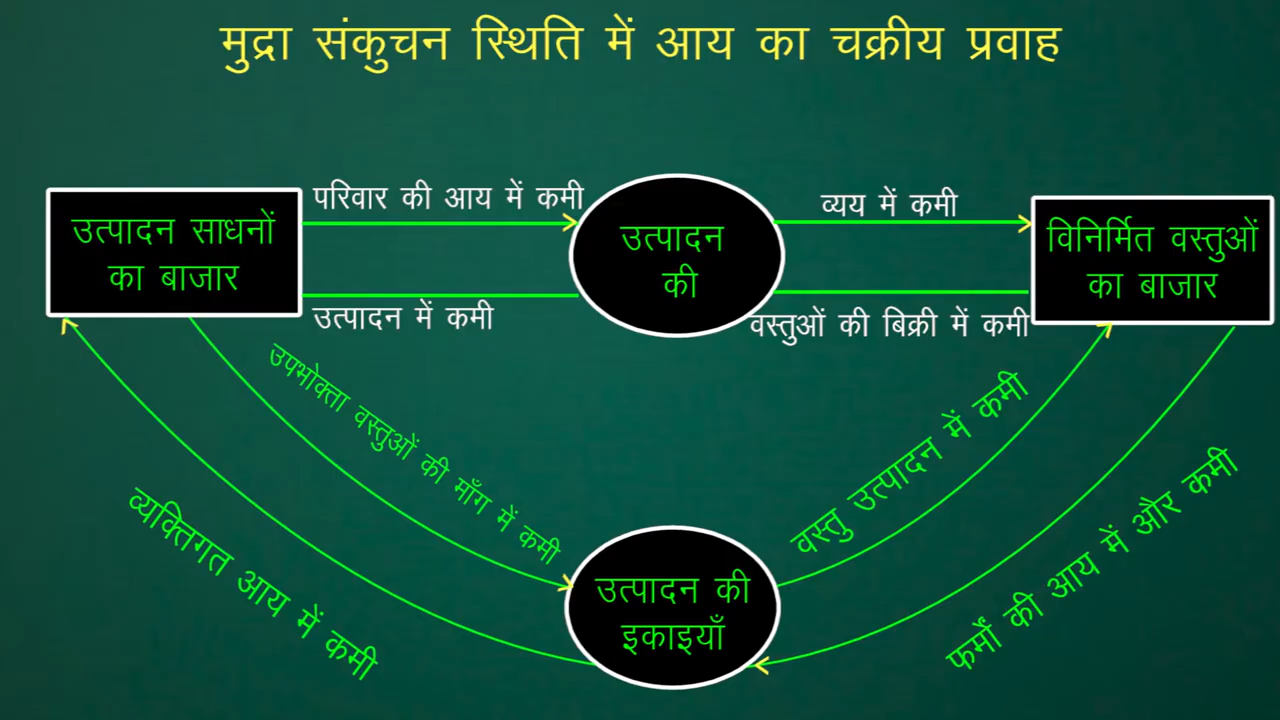 मुद्रा संकुचन स्थिति में आय का चक्रीय प्रवाह
उत्पादन साधनों
का बाजार
परिवार की आय में कमी
उत्पादन में कमी
उत्पादन
की
व्यय में कमी
वस्तुओं की बिक्री में कमी
विनिर्मित वस्तुओं
का बाजार
उपभोक्ता वस्तुओं की माँग में कमी
व्यक्तिगत आय में कमी
वस्तु उत्पादन में कमी
फर्मों की आय में और कमी
उत्पादन की
इकाइयाँ